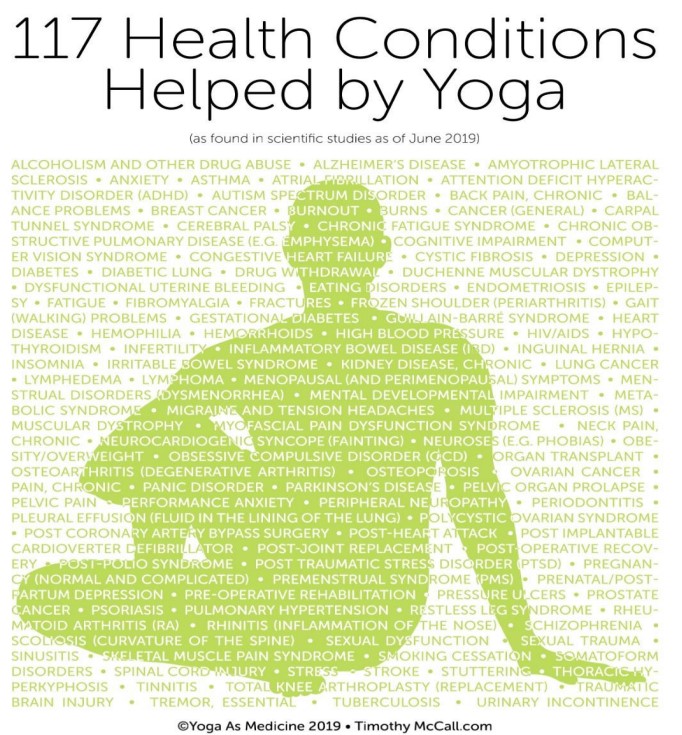 117 Health Conditions
Helped by Yoga
(as found in scientific studies as of June 2019)
ALCOHOLISM AND OTHER DRUG ABUSE • ALZHEIMER'S DISEASE • AMYOTROPHIC LATERAL
SCLEROSIS • ANXIETY • ASTHMA • ATRIAL FIBRILLATION • ATTENTION DEFICIT HYPERAC-
TIVITY DISORDER (ADHD) • AUTISM SPECTRUM DISORDER • BACK PAIN, CHRONIC • BAL-
ANCE PROBLEMS • BREAST CANCER • BURNOUT • BURNS • CANCER (GENERAL) • CARPAL
TUNNEL SYNDROME • CEREBRAL PALSY • CHRONIC FATIGUE SYNDROME • CHRONIC OB-
STRUCTIVE PULMONARY DISEASE (E.G. EMPHYSEMA) • COGNITIVE IMPAIRMENT • COMPUT-
ER VISION SYNDROME • CONGESTIVE HEART FAILURE • CYSTIC FIBROSIS • DEPRESSION •
DIABETES • DIABETIC LUNG • DRUG WITHDRAWAL • DUCHENNE MUSCULAR DYSTROPHY
• DYSFUNCTIONAL UTERINE BLEEDING • EATING DISORDERS • ENDOMETRIOSIS • EPILEP-
SY • FATIGUE • FIBROMYALGIA • FRACTURES • FROZEN SHOULDER (PERIARTHRITIS) • GAIT
(WALKING) PROBLEMS • GESTATIONAL DIABETES • GUILLAIN-BARRÉ SYNDROME • HEART
DISEASE • HEMOPHILIA • HEMORRHOIDS • HIGH BLOOD PRESSURE • HIV/AIDS • HYPO-
THYROIDISM • INFERTILITY • INFLAMMATORY BOWEL DISEASE (IBD) • INGUINAL HERNIA •
INSOMNIA • IRRITABLE BOWEL SYNDROME • KIDNEY DISEASE, CHRONIC • LUNG CANCER
• LYMPHEDEMA • LYMPHOMA • MENOPAUSAL (AND PERIMENOPAUSAL) SYMPTOMS • MEN-
STRUAL DISORDERS (DYSMENORRHEA) • MENTAL DEVELOPMENTAL IMPAIRMENT • META-
BOLIC SYNDROME • MIGRAINE AND TENSION HEADACHES • MULTIPLE SCLEROSIS (MS) •
MUSCULAR DYSTROPHY • MYOFASCIAL PAIN DYSFUNCTION SYNDROME • NECK PAIN,
CHRONIC • NEUROCARDIOGENIC SYNCOPE (FAINTING) • NEUROSES (E.G. PHOBIAS) • OBE-
SITY/OVERWEIGHT • OBSESSIVE COMPULSIVE DISORDER (OCD) • ORGAN TRANSPLANT •
OSTEOARTHRITIS (DEGENERATIVE ARTHRITIS) • OSTEOPOROSIS • OVARIAN CANCER •
PAIN, CHRONIC • PANIC DISORDER • PARKINSON'S DISEASE • PELVIC ORGAN PROLAPSE •
PELVIC PAIN • PERFORMANCE ANXIETY • PERIPHERAL NEUROPATHY • PERIODONTITIS •
PLEURAL EFFUSION (FLUID IN THE LINING OF THE LUNG) • POLYCYSTIC OVARIAN SYNDROME
• POST CORONARY ARTERY BYPASS SURGERY • POST-HEART ATTACK • POST IMPLANTABLE
CARDIOVERTER DEFIBRILLATOR • POST-JOINT REPLACEMENT • POST-OPERATIVE RECOV-
ERY • POST-POLIO SYNDROME • POST TRAUMATIC STRESS DISORDER (PTSD) • PREGNAN-
CY (NORMAL AND COMPLICATED) • PREMENSTRUAL SYNDROME (PMS) • PRENATAL/POST-
PARTUM DEPRESSION • PRE-OPERATIVE REHABILITATION • PRESSURE ULCERS • PROSTATE
CANCER • PSORIASIS • PULMONARY HYPERTENSION • RESTLESS LEG SYNDROME • RHEU-
MATOID ARTHRITIS (RA) • RHINITIS (INFLAMMATION OF THE NOSE) • SCHIZOPHRENIA •
SCOLIOSIS (CURVATURE OF THE SPINE) • SEXUAL DYSFUNCTION • SEXUAL TRAUMA •
SINUSITIS • SKELETAL MUSCLE PAIN SYNDROME • SMOKING CESSATION • SOMATOFORM
DISORDERS • SPINAL CORD INJURY • STRESS • STROKE • STUTTERING • THORACIC HY-
PERKYPHOSIS • TINNITIS • TOTAL KNEE ARTHROPLASTY (REPLACEMENT) • TRAUMATIC
BRAIN INJURY • TREMOR, ESSENTIAL • TUBERCULOSIS • URINARY INCONTINENCE
©Yoga As Medicine 2019 • Timothy McCall.com